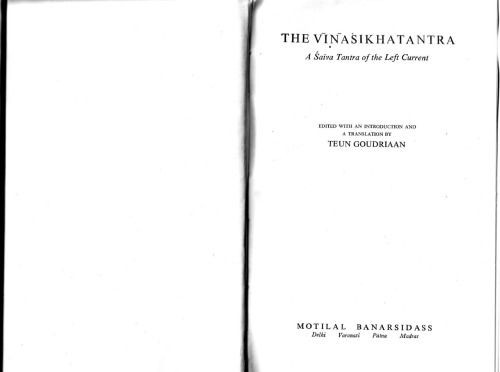 THE VĪṆĀŚIKHATANTRA
A Śaiva Tantra of the Left Current
EDITED WITH AN INTRODUCTION AND
A TRANSLATION BY
TEUN GOUDRIAAN
MOTILAL BANARSIDASS
Delhi Varanasi Patna Madras